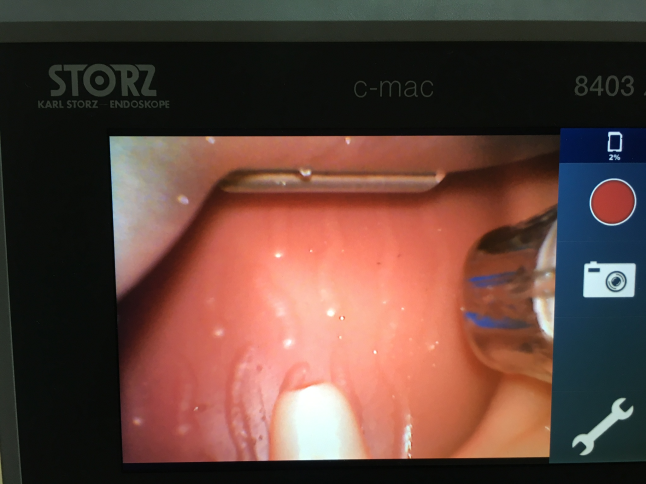 STORZ
KARL STORZ - ENDOSKOPE
c-mac
8403
2%